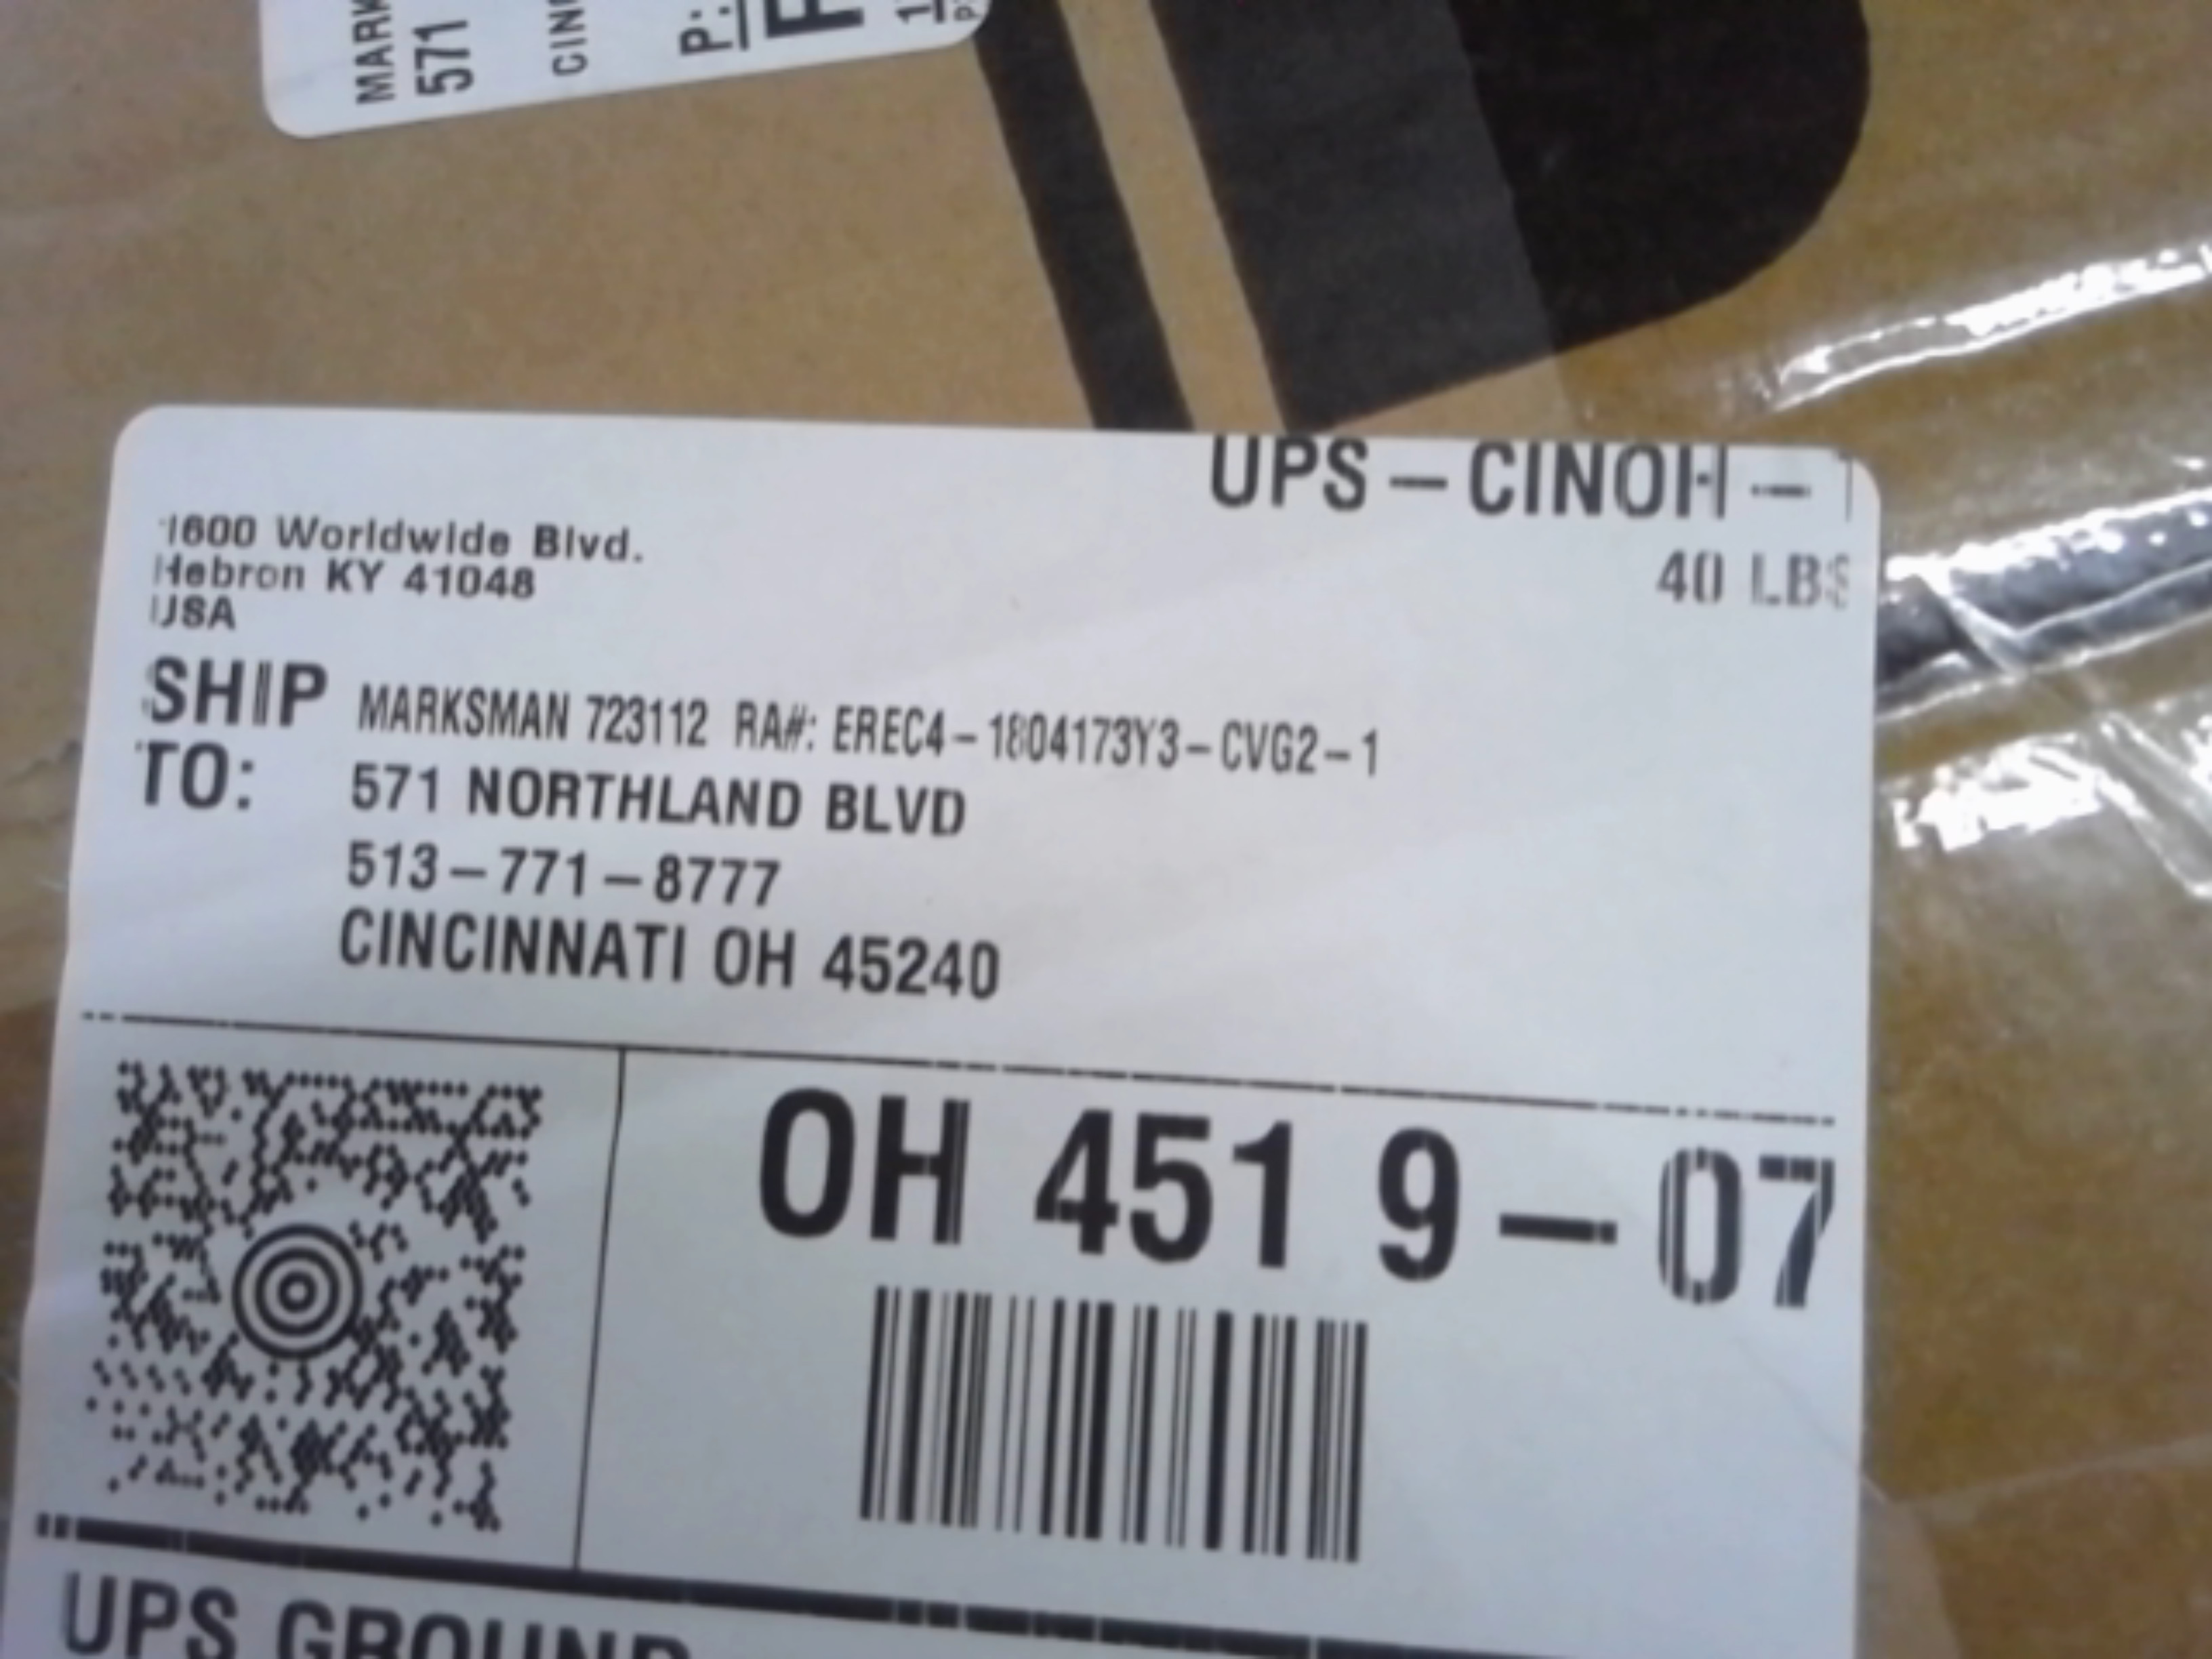 MARK
571
CIN
P:
UPS – CINOH –
40 LBS
1600 Worldwide Blvd.
Hebron KY 41048
USA
SHIP TO:
MARKSMAN 723112 RA#: EREC4–1804173Y3–CVG2–1
571 NORTHLAND BLVD
513–771–8777
CINCINNATI OH 45240
OH 451 9–07
UPS GROUND